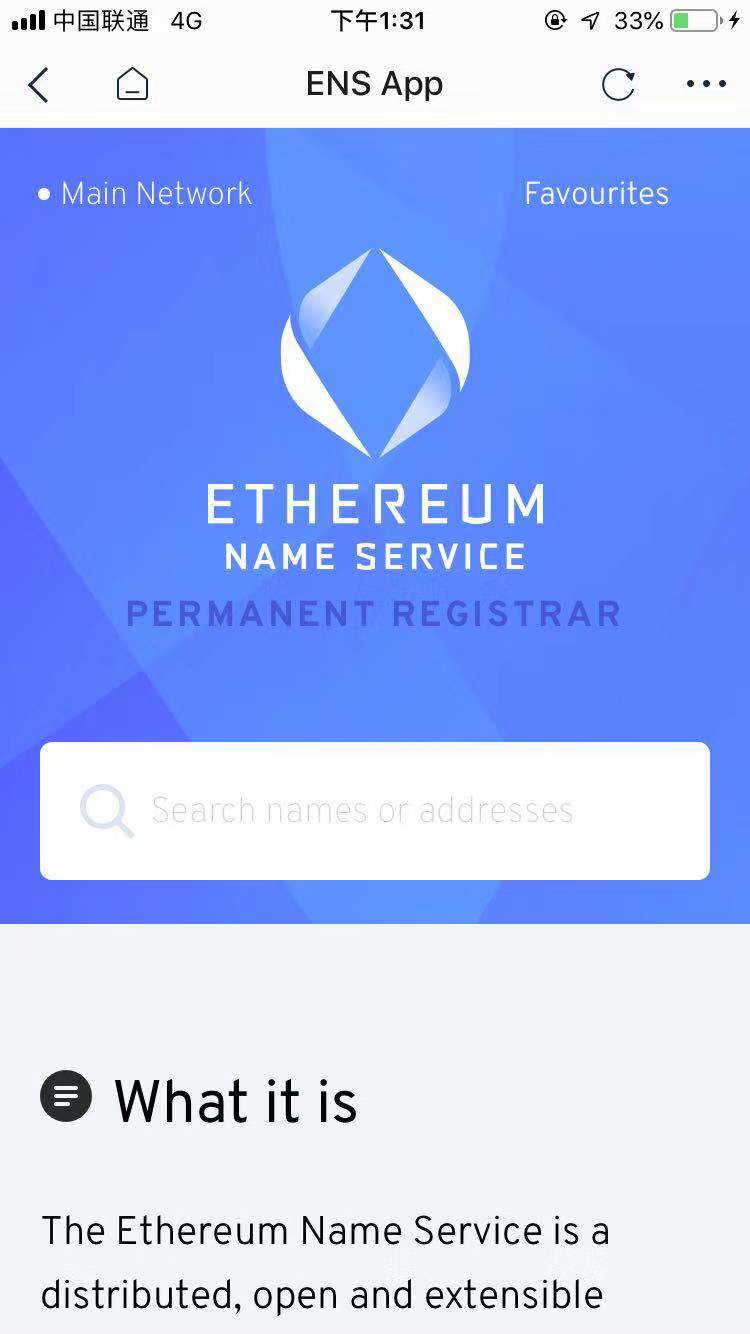 中国联通 4G 下午1:31 33%
ENS App
Main Network Favourites
ETHEREUM
NAME SERVICE
PERMANENT REGISTRAR
Search names or addresses
What it is
The Ethereum Name Service is a
distributed, open and extensible